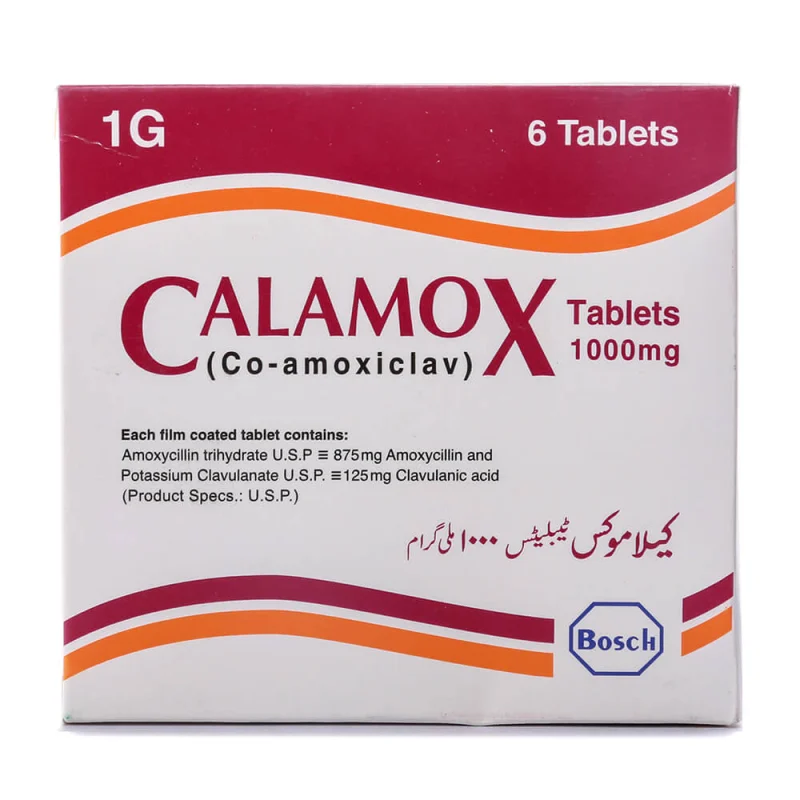 1G
6 Tablets
CALAMOX
(Co-amoxiclav)
Tablets
1000mg
Each film coated tablet contains:
Amoxycillin trihydrate U.S.P ≡ 875mg Amoxycillin and
Potassium Clavulanate U.S.P. ≡125mg Clavulanic acid
(Product Specs.: U.S.P.)
کیلاموکس ٹیبلیٹس ۱۰۰۰ ملی گرام
Bosch